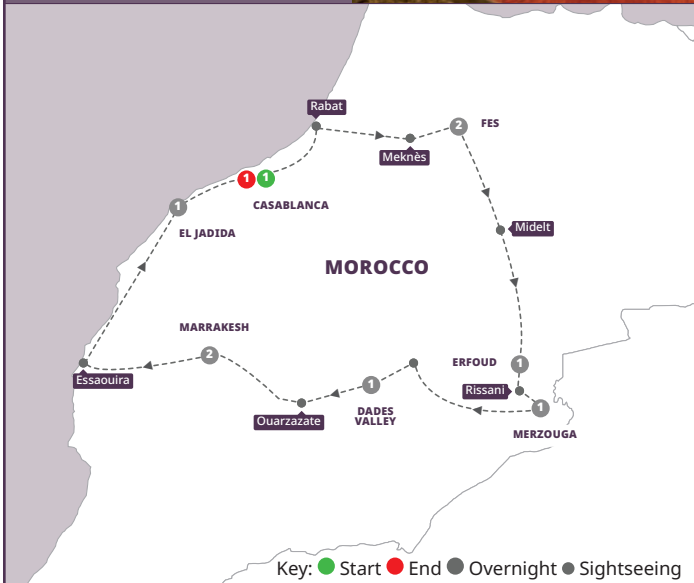 Rabat
2
FES
Meknès
1
1
CASABLANCA
1
EL JADIDA
Midelt
MOROCCO
MARRAKESH
2
Essaouira
ERFOUD
1
Rissani
1
MERZOUGA
1
DADES
VALLEY
Ouarzazate
Key: Start End Overnight Sightseeing